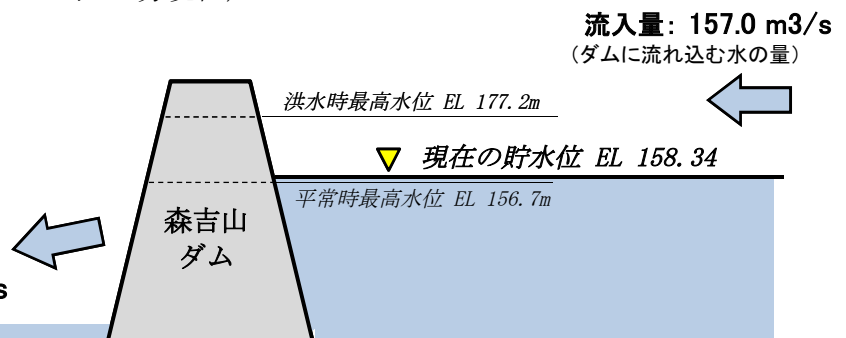 流入量: 157.0 m3/s
（ダムに流れ込む水の量）
洪水時最高水位 EL 177.2m
現在の貯水位 EL 158.34
平常時最高水位 EL 156.7m
森吉山
ダム
s